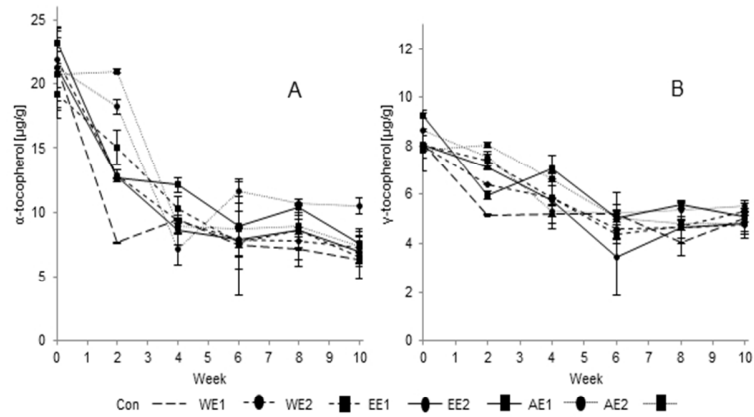 25
20
15
10
5
0
α-tocopherol [µg/g]
A
0 1 2 3 4 5 6 7 8 9 10
Week
12
10
8
6
4
2
0
γ-tocopherol [µg/g]
B
0 1 2 3 4 5 6 7 8 9 10
Week
Con WE1 WE2 EE1 EE2 AE1 AE2